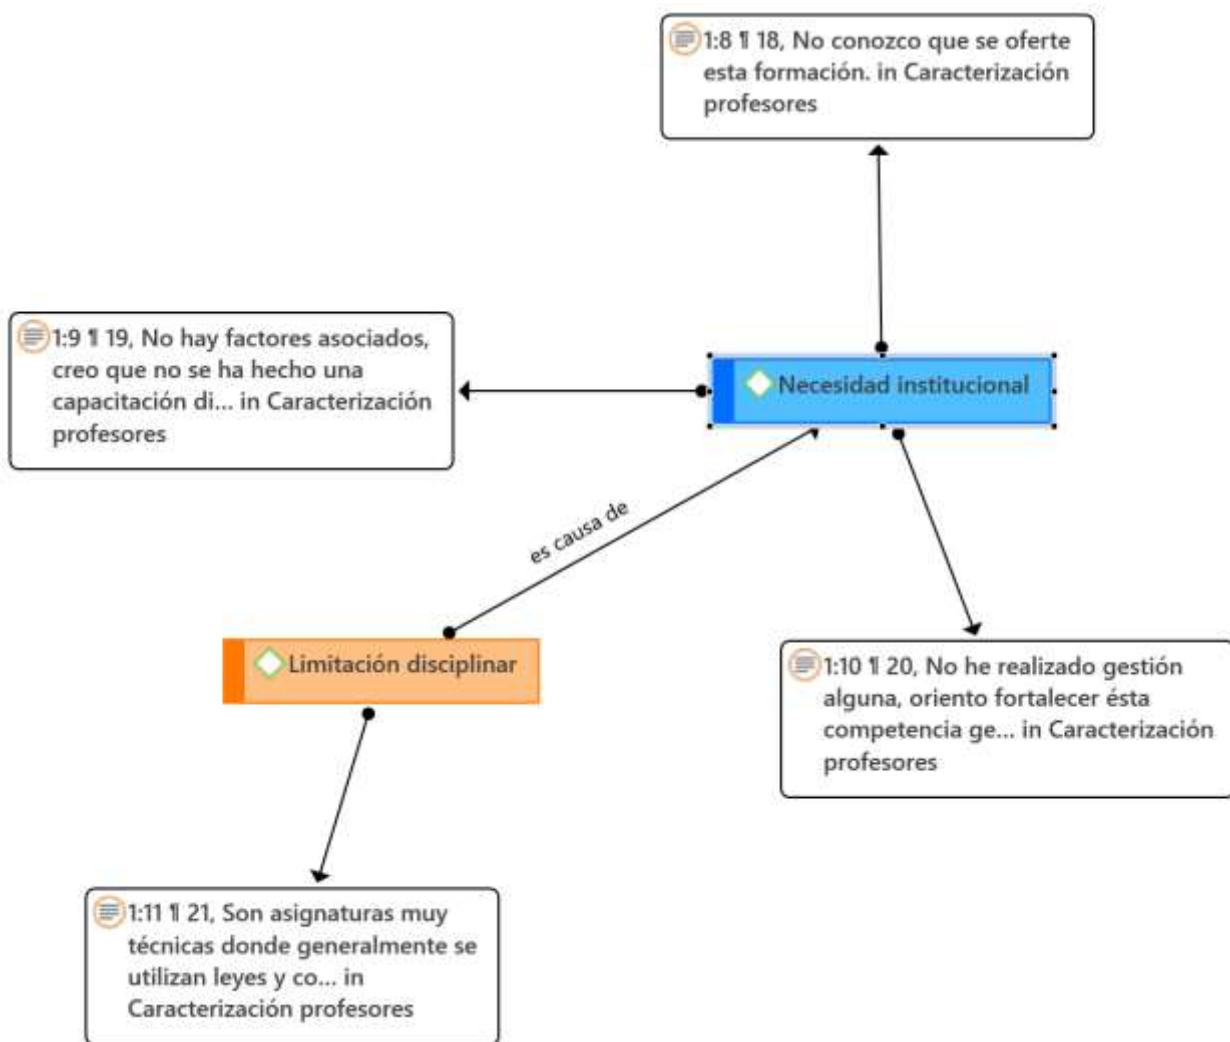 1:8 ¶ 18, No conozco que se oferte
esta formación. in Caracterización
profesores
1:9 ¶ 19, No hay factores asociados,
creo que no se ha hecho una
capacitación di... in Caracterización
profesores
Necesidad institucional
es causa de
Limitación disciplinar
1:10 ¶ 20, No he realizado gestión
alguna, oriento fortalecer ésta
competencia ge... in Caracterización
profesores
1:11 ¶ 21, Son asignaturas muy
técnicas donde generalmente se
utilizan leyes y co... in
Caracterización profesores